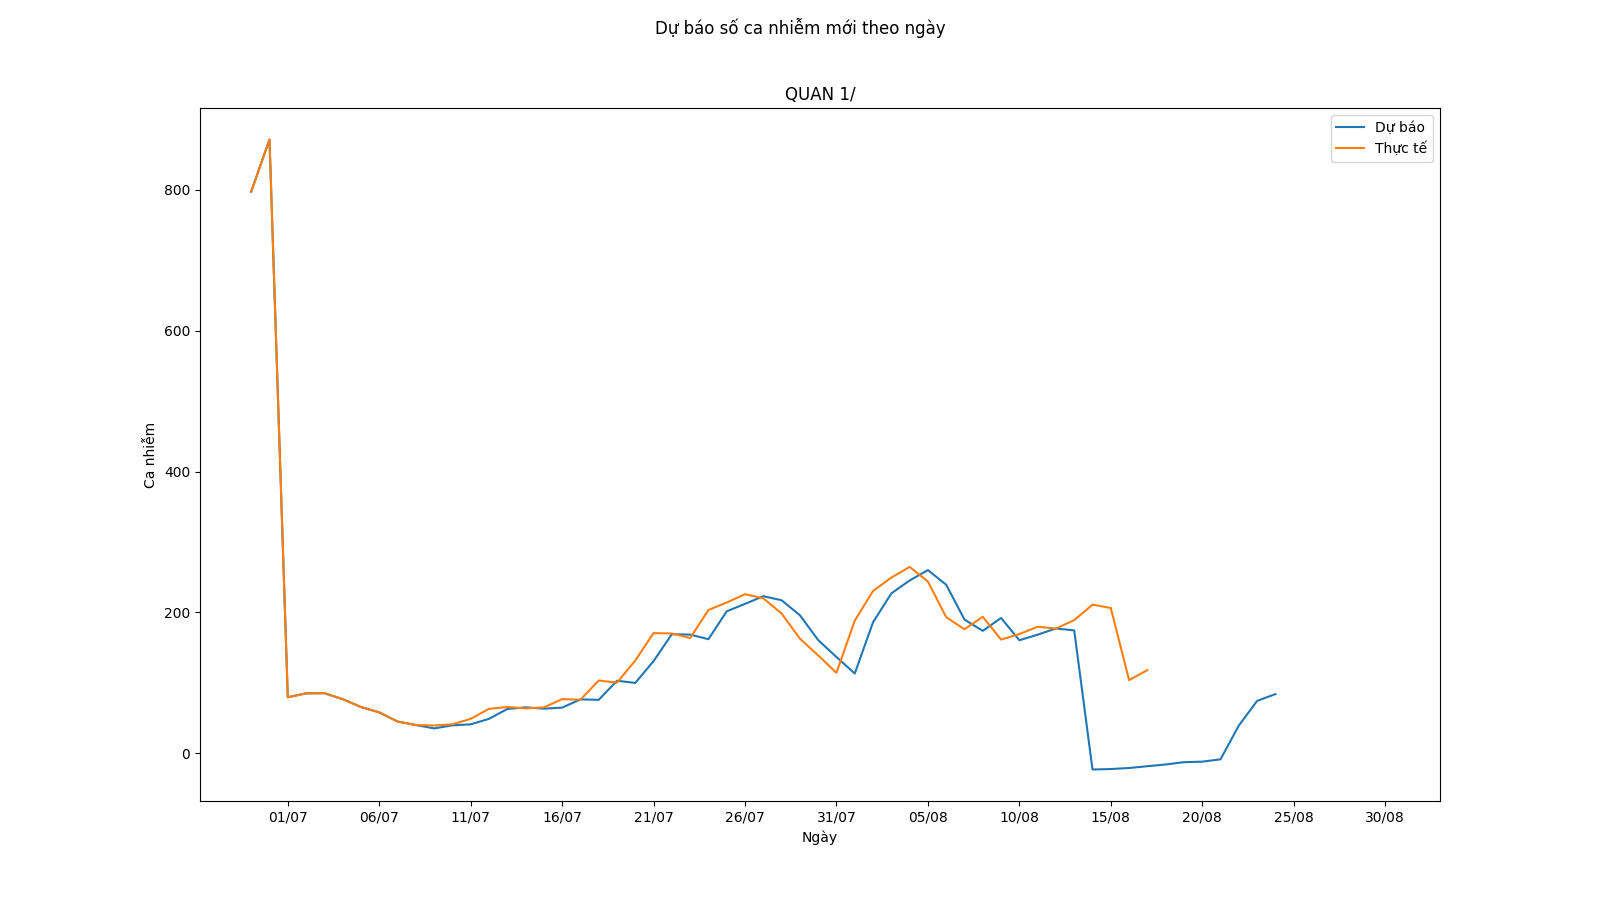 Dự báo số ca nhiễm mới theo ngày
QUAN 1/
Dự báo
Thực tế
Ca nhiễm
800
600
400
200
0
01/07 06/07 11/07 16/07 21/07 26/07 31/07 05/08 10/08 15/08 20/08 25/08 30/08
Ngày